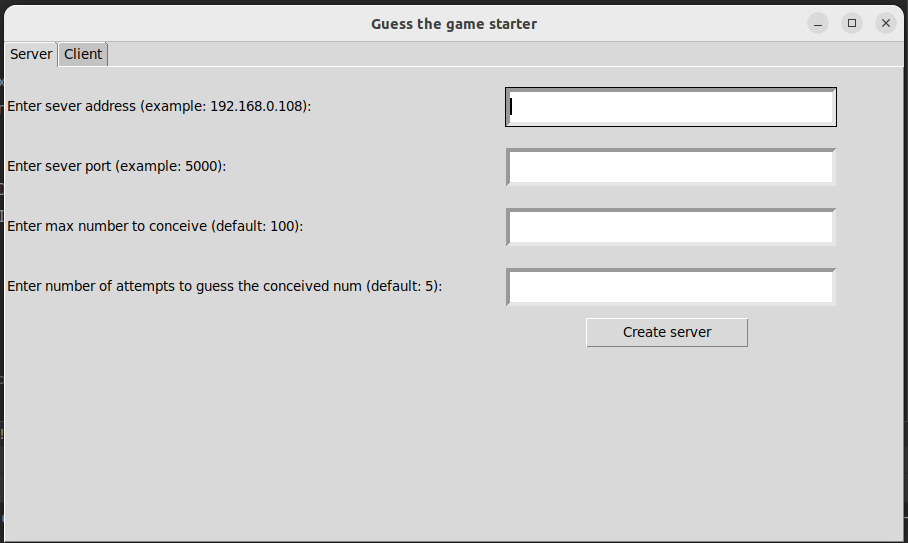 Guess the game starter
Server Client
Enter sever address (example: 192.168.0.108):
Enter sever port (example: 5000):
Enter max number to conceive (default: 100):
Enter number of attempts to guess the conceived num (default: 5):
Create server